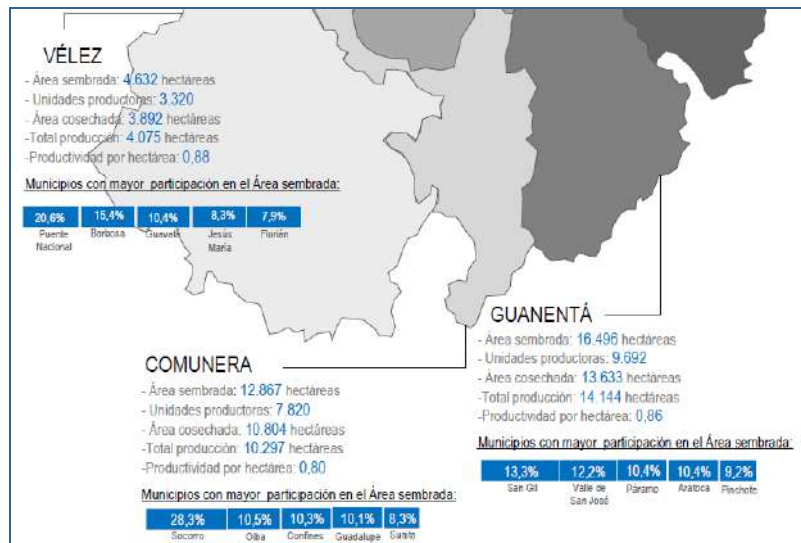 VÉLEZ
- Área sembrada: 4.632 hectáreas
- Unidades productoras: 3.320
- Área cosechada: 3.892 hectáreas
-Total producción: 4.075 hectáreas
-Productividad por hectárea: 0,88
Municipios con mayor participación en el Área sembrada:
20,6% 15,4% 10,4% 8,3% 7,9%
Puente Nacional Barbosa Guavatá Jesús María Florián
COMUNERA
- Área sembrada: 12.867 hectáreas
- Unidades productoras: 7.820
- Área cosechada: 10.804 hectáreas
-Total producción: 10.297 hectáreas
-Productividad por hectárea: 0,80
Municipios con mayor participación en el Área sembrada:
28,3% 10,5% 10,3% 10,1% 8,3%
Socorro Oiba Confines Guadalupe Suaita
GUANENTÁ
- Área sembrada: 16.496 hectáreas
- Unidades productoras: 9.692
- Área cosechada: 13.633 hectáreas
-Total producción: 14.144 hectáreas
-Productividad por hectárea: 0,86
Municipios con mayor participación en el Área sembrada:
13,3% 12,2% 10,4% 10,4% 9,2%
San Gil Valle de San José Páramo Aratoca Pinchote